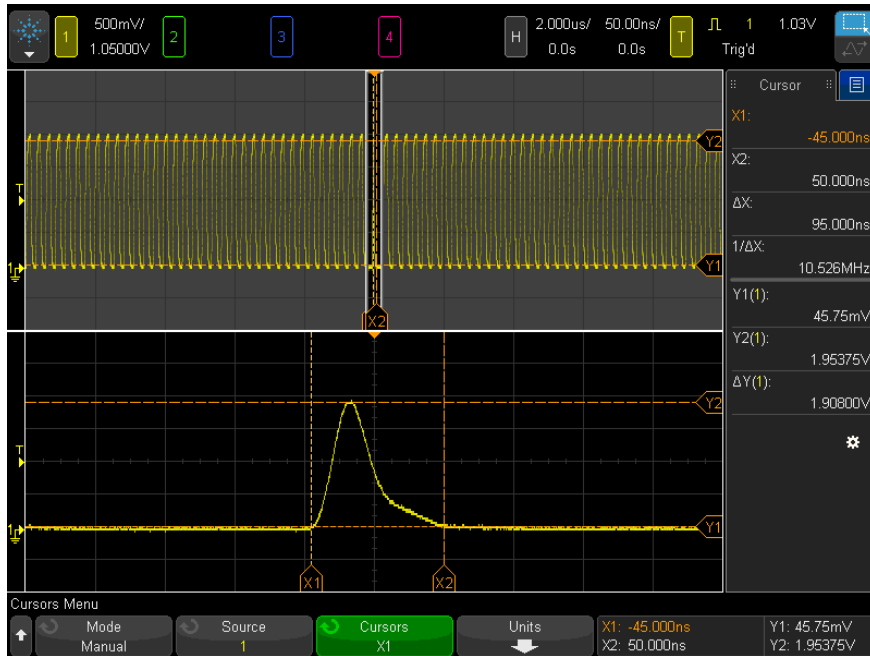 500mV/
1
1.05000V
2
3
4
H
2.000us/
0.0s
50.00ns/
0.0s
T
1
1.03V
Trig'd
Cursor
X1:
-45.000ns
X2:
50.000ns
ΔX:
95.000ns
1/ΔX:
10.526MHz
Y1(1):
45.75mV
Y2(1):
1.95375V
ΔY(1):
1.90800V
Y2
T
1
Y1
X2
Y2
T
1
Y1
X1
X2
Cursors Menu
Mode
Manual
Source
1
Cursors
X1
Units
X1: -45.000ns
X2: 50.000ns
Y1: 45.75mV
Y2: 1.95375V